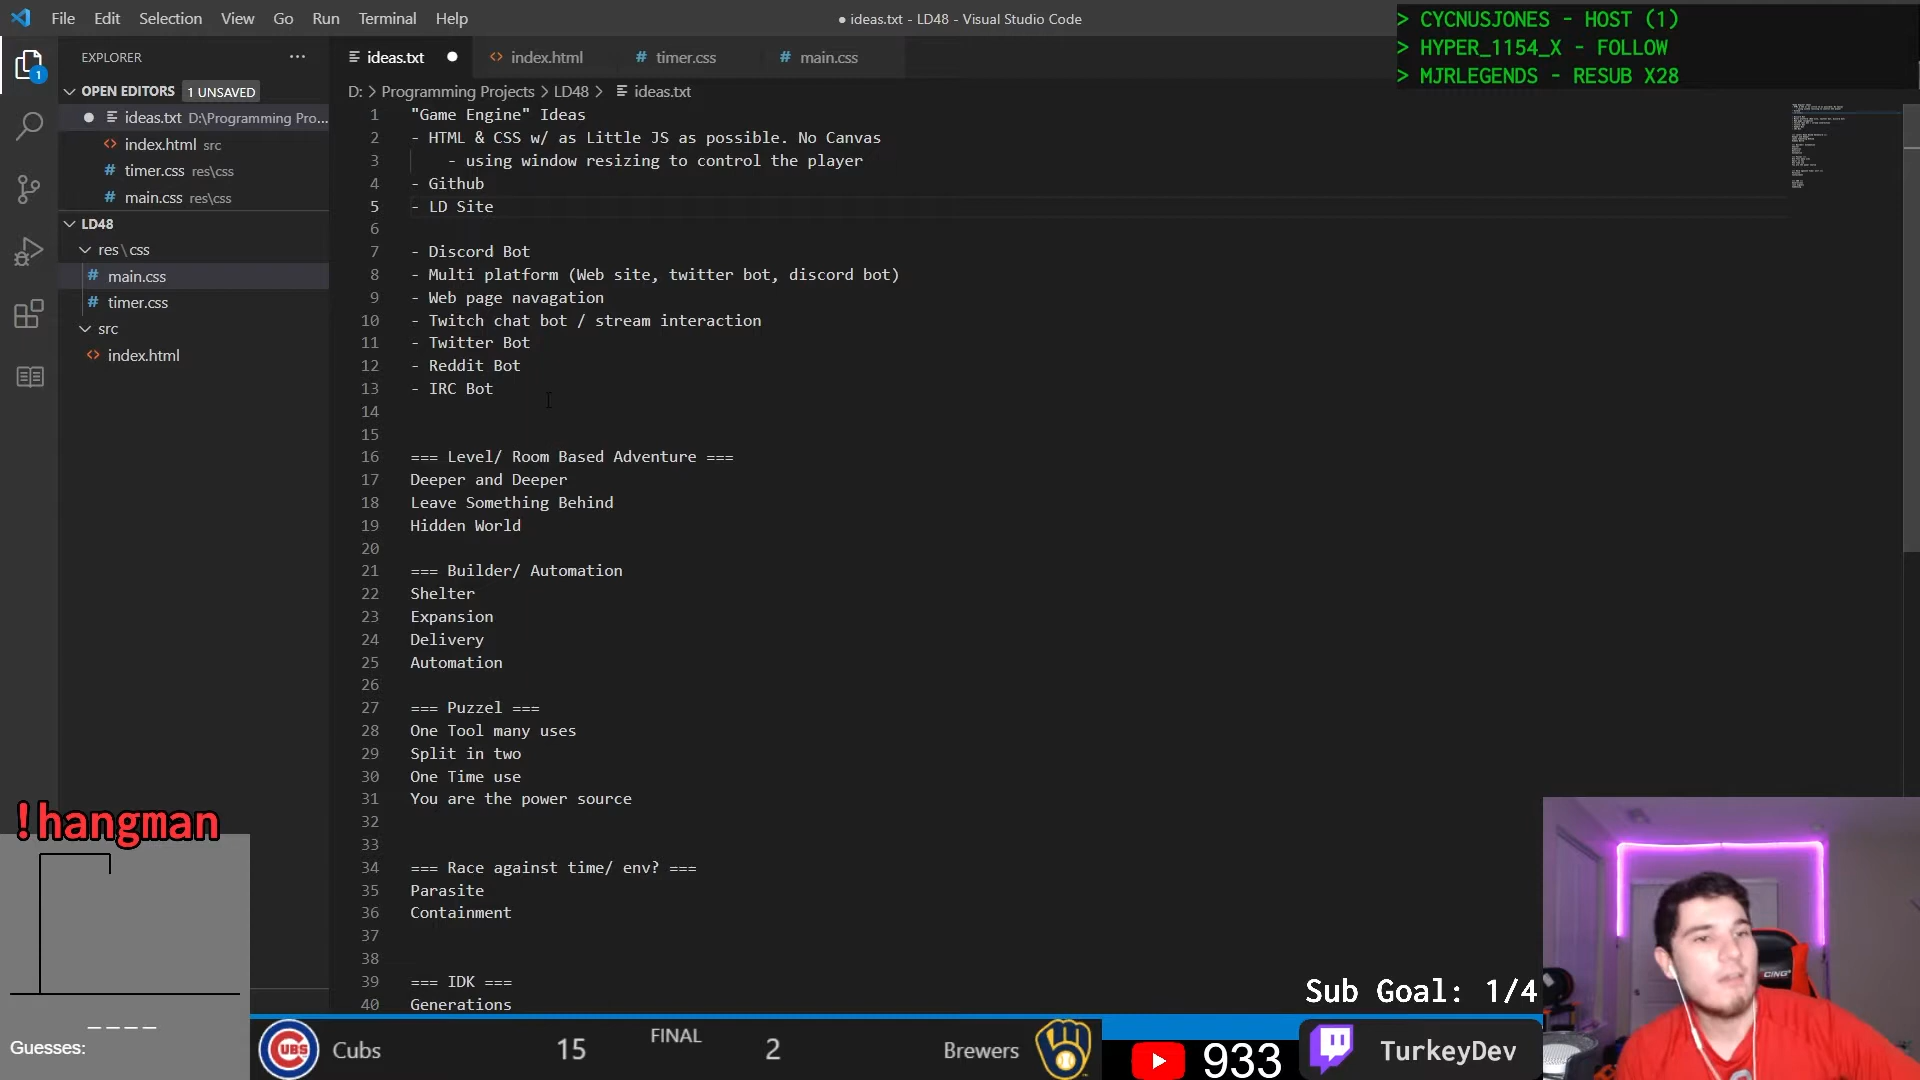 File Edit Selection View Go Run Terminal Help
● ideas.txt - LD48 - Visual Studio Code
> CYCNUSJONES - HOST (1)
> HYPER_1154_X - FOLLOW
> MJRLEGENDS - RESUB X28
EXPLORER
ideas.txt
index.html
timer.css
main.css
OPEN EDITORS 1 UNSAVED
ideas.txt D:\Programming Pro...
index.html src
timer.css res\css
main.css res\css
LD48
res\css
main.css
timer.css
src
index.html
1
D: > Programming Projects > LD48 > ideas.txt
1 "Game Engine" Ideas
2 - HTML & CSS w/ as Little JS as possible. No Canvas
3 - using window resizing to control the player
4 - Github
5 - LD Site
6
7 - Discord Bot
8 - Multi platform (Web site, twitter bot, discord bot)
9 - Web page navagation
10 - Twitch chat bot / stream interaction
11 - Twitter Bot
12 - Reddit Bot
13 - IRC Bot
14
15
16 === Level/ Room Based Adventure ===
17 Deeper and Deeper
18 Leave Something Behind
19 Hidden World
20
21 === Builder/ Automation
22 Shelter
23 Expansion
24 Delivery
25 Automation
26
27 === Puzzel ===
28 One Tool many uses
29 Split in two
30 One Time use
31 You are the power source
32
33
34 === Race against time/ env? ===
35 Parasite
36 Containment
37
38
39 === IDK ===
40 Generations
!hangman
_ _ _ _
Guesses:
CUBS
Cubs 15 FINAL 2 Brewers
Sub Goal: 1/4
933
TurkeyDev
CING